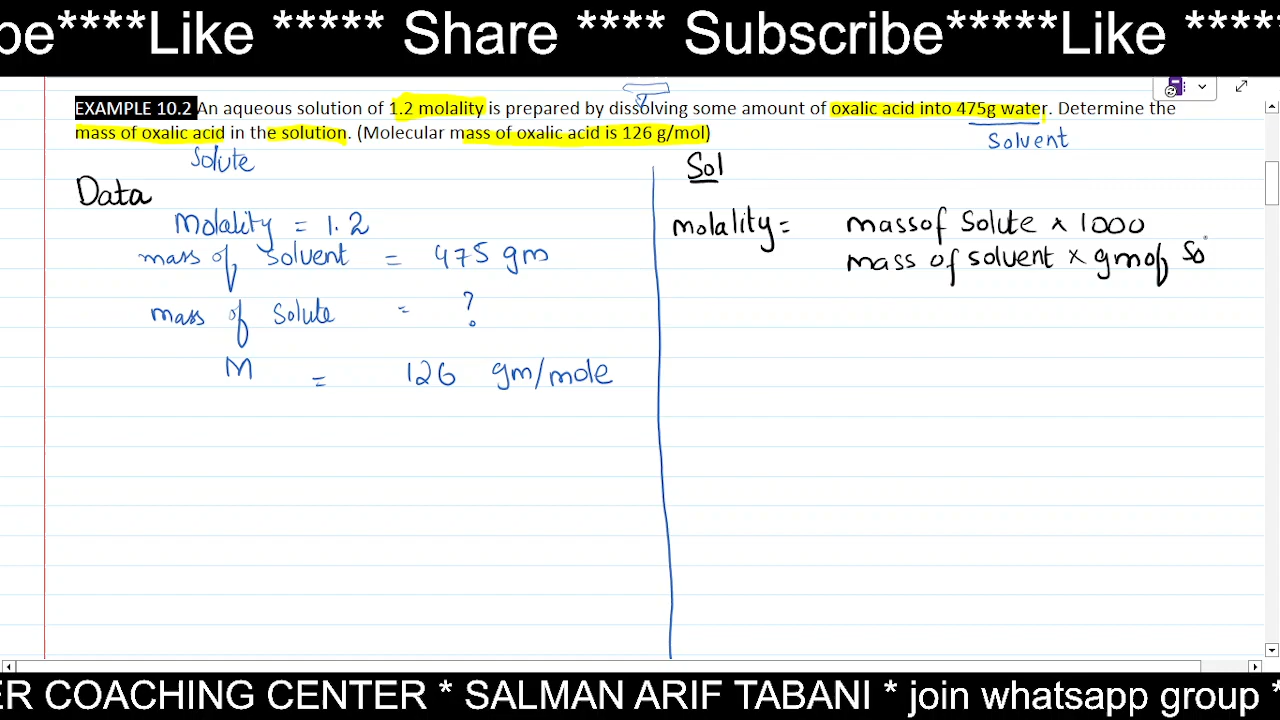 be****Like ***** Share **** Subscribe*****Like ****
EXAMPLE 10.2 An aqueous solution of 1.2 molality is prepared by dissolving some amount of oxalic acid into 475g water. Determine the
mass of oxalic acid in the solution. (Molecular mass of oxalic acid is 126 g/mol)
Solvent
Solute
Sol
Data
Molality = 1.2
molality = mass of Solute × 1000
mass of solvent × gm of So
mass of solvent = 475 gm
mass of Solute = ?
M = 126 gm/mole
ER COACHING CENTER * SALMAN ARIF TABANI * join whatsapp group *